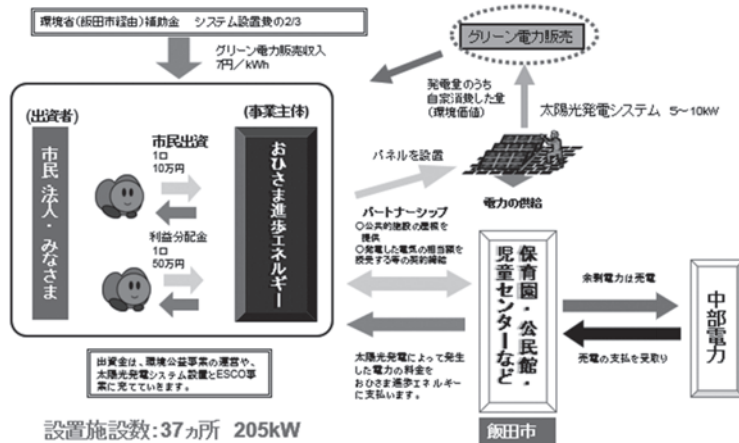 環境省(飯田市経由)補助金　システム設置費の2/3
グリーン電力販売収入
7円／kWh
グリーン電力販売
発電量のうち
自家消費した量
(環境価値)
太陽光発電システム　5～10kW
(出資者)
(事業主体)
市民・法人・みなさま
市民出資
1口
10万円
利益分配金
1口
50万円
おひさま進歩エネルギー
パネルを設置
電力の供給
パートナーシップ
○公共的施設の屋根を
提供
○発電した電気の相当額を
授受する等の契約締結
保育園・公民館・
児童センターなど
飯田市
余剰電力は売電
売電の支払を受取り
中部電力
太陽光発電によって発生
した電力の料金を
おひさま進歩エネルギー
に支払います。
出資金は、環境公益事業の運営や、
太陽光発電システム設置とESCO事
業に充てていきます。
設置施設数:37ヵ所　205kW